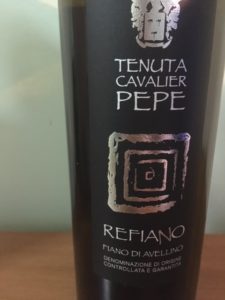 TENUTA
CAVALIER
PEPE
REFIANO
FIANO DI AVELLINO
DENOMINAZIONE DI ORIGINE
CONTROLLATA E GARANTITA